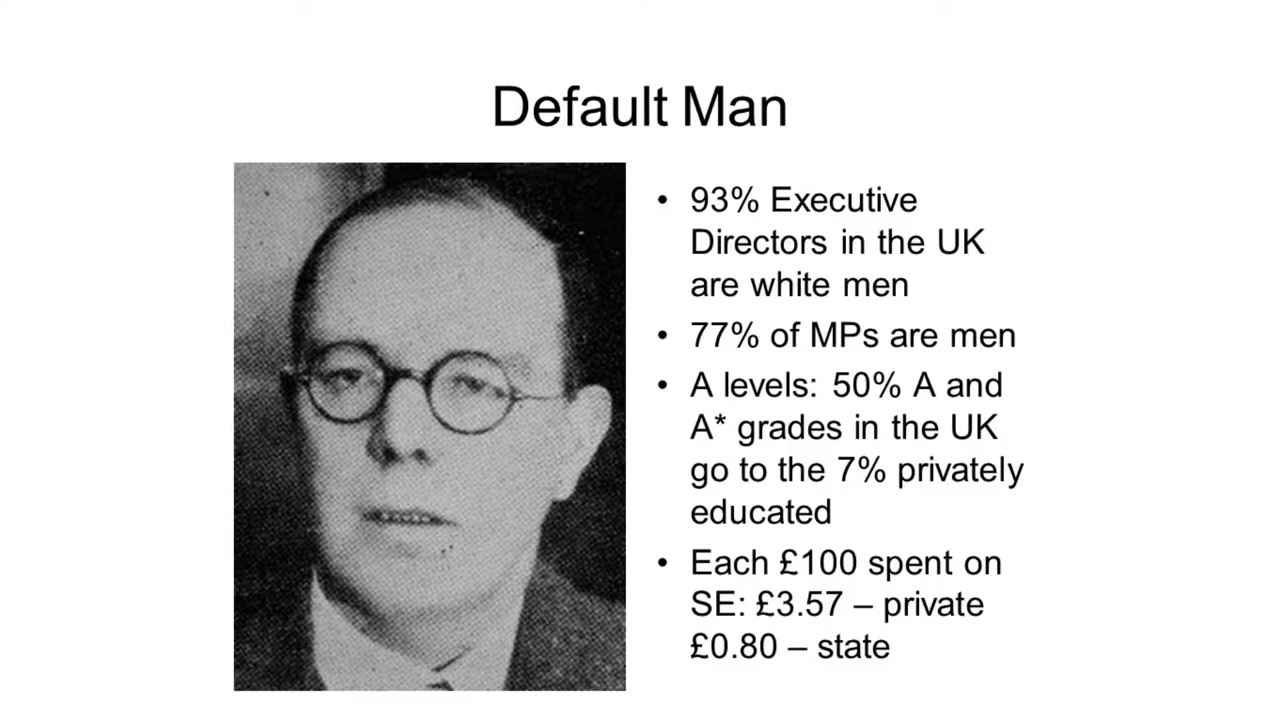 Default Man
• 93% Executive
Directors in the UK
are white men
• 77% of MPs are men
• A levels: 50% A and
A* grades in the UK
go to the 7% privately
educated
• Each £100 spent on
SE: £3.57 – private
£0.80 – state